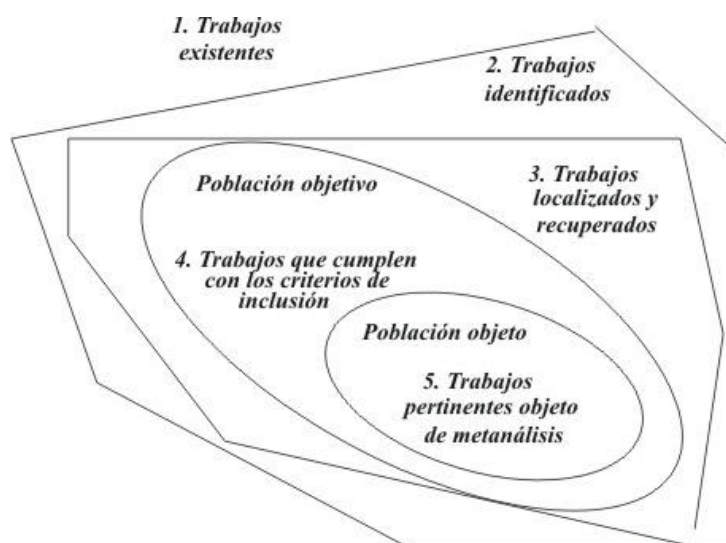 1. Trabajos
existentes
2. Trabajos
identificados
Población objetivo
3. Trabajos
localizados y
recuperados
4. Trabajos que cumplen
con los criterios de
inclusión
Población objeto
5. Trabajos
pertinentes objeto
de metanálisis